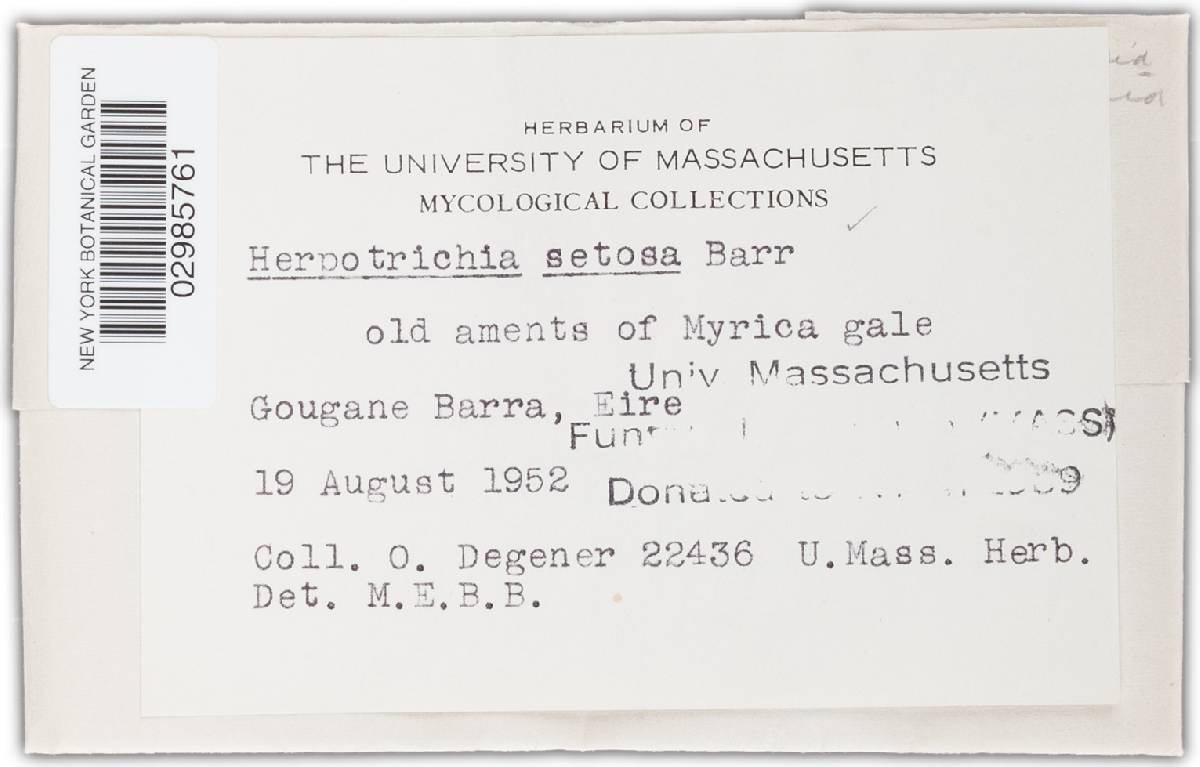 NEW YORK BOTANICAL GARDEN
02985761
HERBARIUM OF
THE UNIVERSITY OF MASSACHUSETTS
MYCOLOGICAL COLLECTIONS
Herpotrichia setosa Barr
old aments of Myrica gale
Univ Massachusetts
Gougane Barra, Eire
19 August 1952
Coll. O. Degener 22436 U.Mass. Herb.
Det. M.E.B.B.